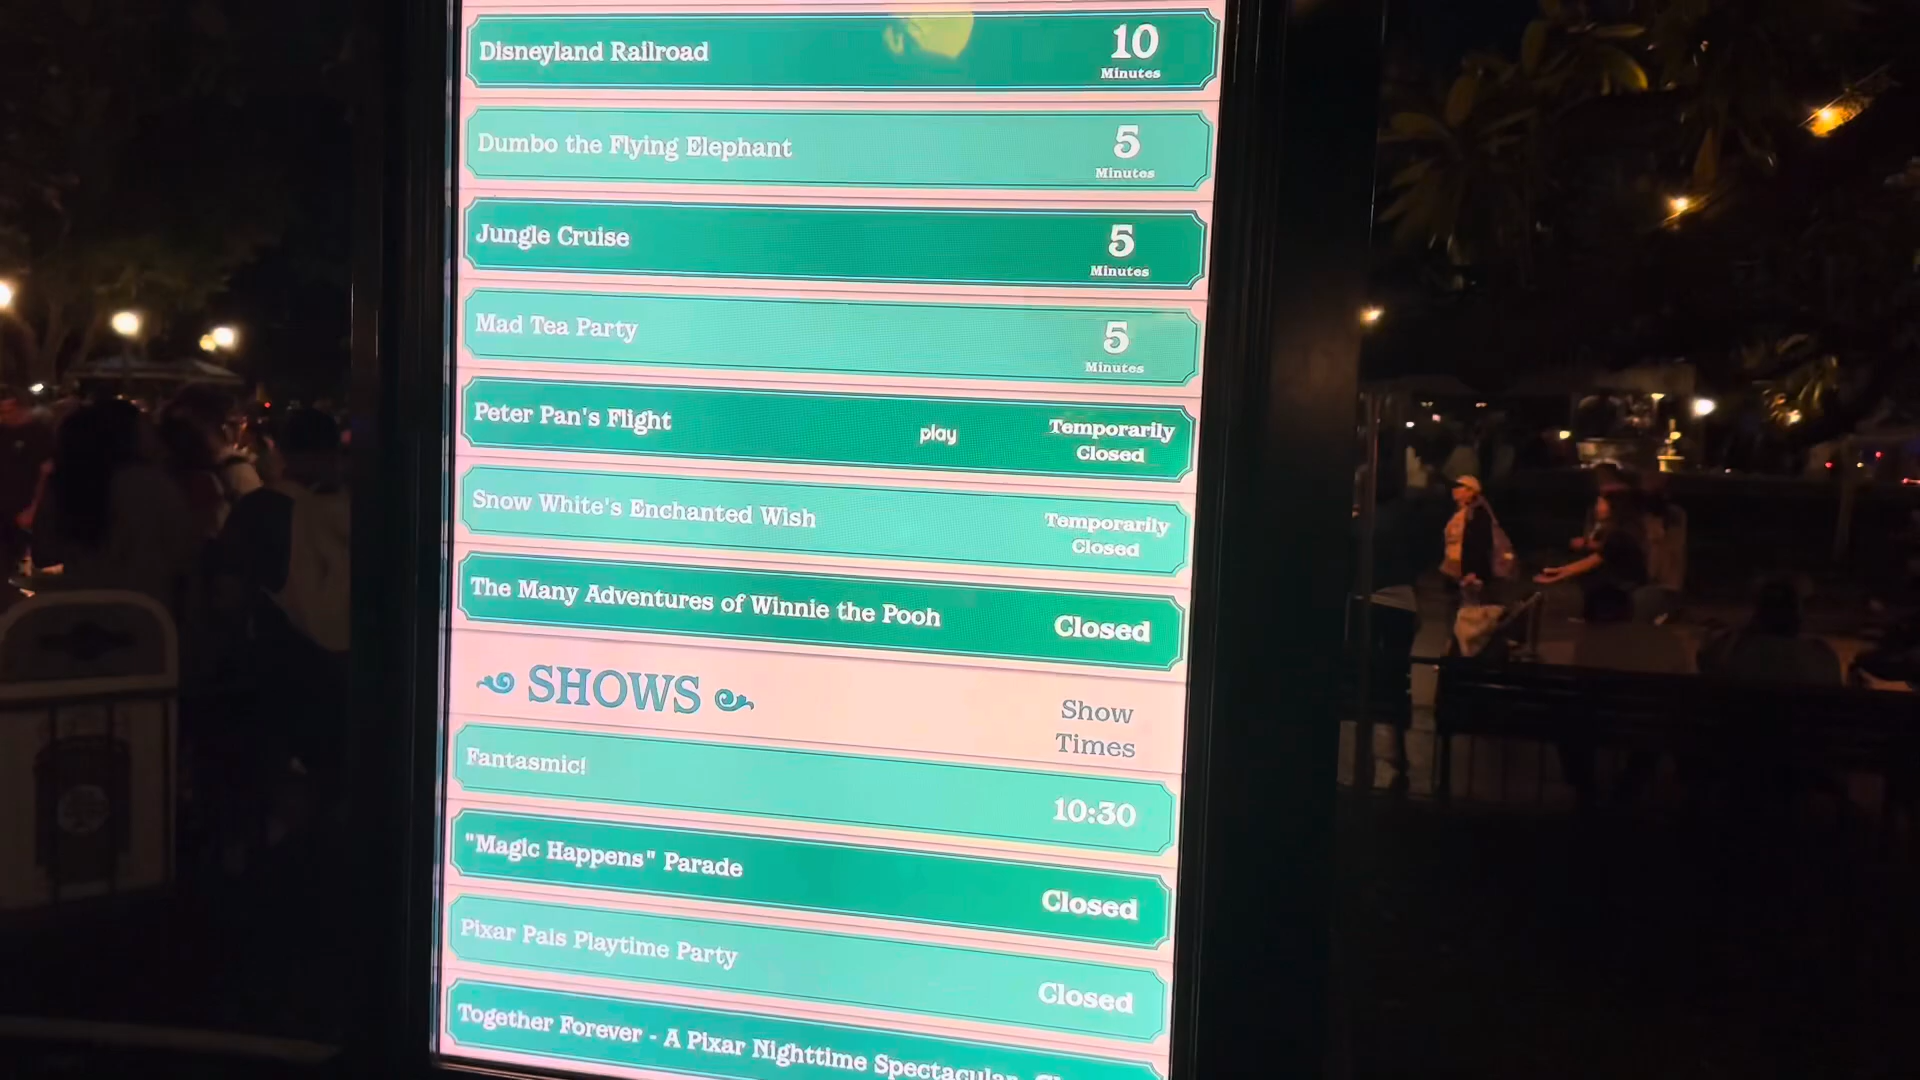 Disneyland Railroad 10 Minutes
Dumbo the Flying Elephant 5 Minutes
Jungle Cruise 5 Minutes
Mad Tea Party 5 Minutes
Peter Pan's Flight play Temporarily Closed
Snow White's Enchanted Wish Temporarily Closed
The Many Adventures of Winnie the Pooh Closed
SHOWS Show Times
Fantasmic! 10:30
"Magic Happens" Parade Closed
Pixar Pals Playtime Party Closed
Together Forever - A Pixar Nighttime Spectacular